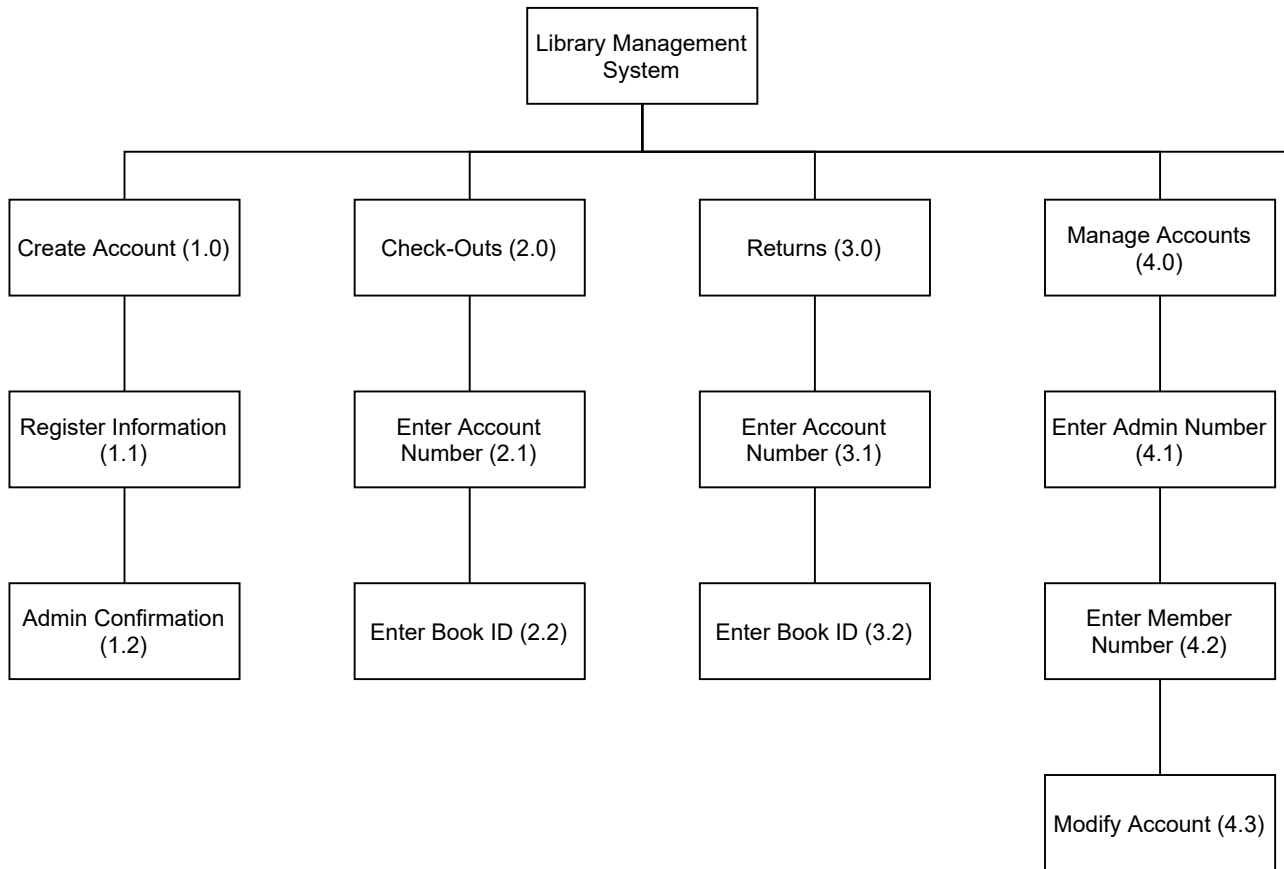 Library Management
System
Create Account (1.0)
Check-Outs (2.0)
Returns (3.0)
Manage Accounts
(4.0)
Register Information
(1.1)
Enter Account
Number (2.1)
Enter Account
Number (3.1)
Enter Admin Number
(4.1)
Admin Confirmation
(1.2)
Enter Book ID (2.2)
Enter Book ID (3.2)
Enter Member
Number (4.2)
Modify Account (4.3)